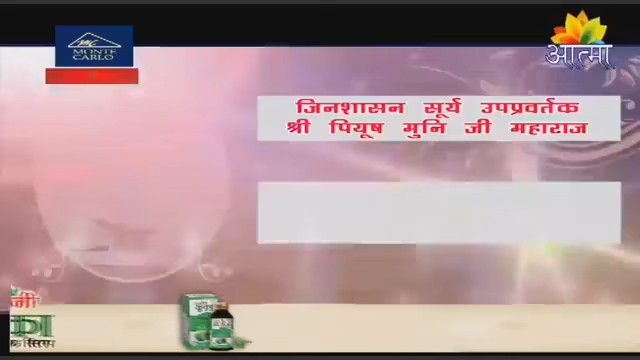 MONTE
CARLO
आत्मा
जिनशासन सूर्य उपप्रवर्तक
श्री पियूष मुनि जी महाराज